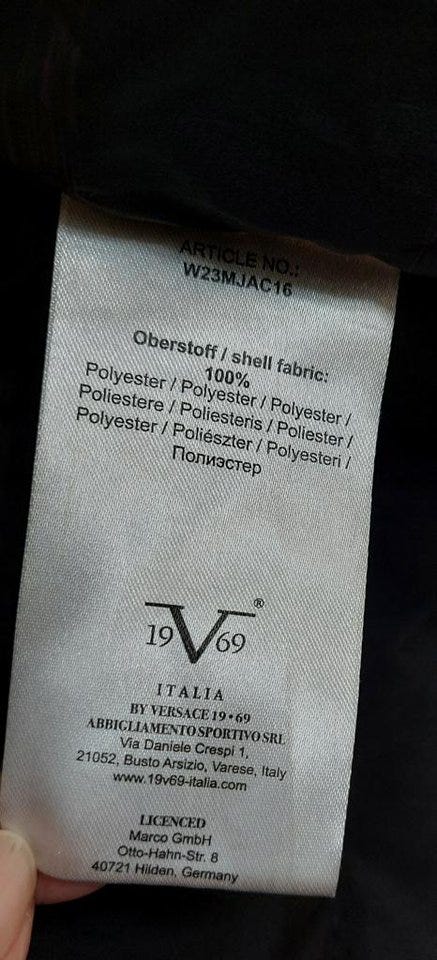 ARTICLE NO.:
W23MJAC16
Oberstoff / shell fabric:
100%
Polyester / Polyester / Polyester /
Poliestere / Poliesteris / Poliester /
Polyester / Poliészter / Polyesteri /
Полиэстер
19V69®
ITALIA
BY VERSACE 19•69
ABBIGLIAMENTO SPORTIVO SRL
Via Daniele Crespi 1,
21052, Busto Arsizio, Varese, Italy
www.19v69-italia.com
LICENCED
Marco GmbH
Otto-Hahn-Str. 8
40721 Hilden, Germany